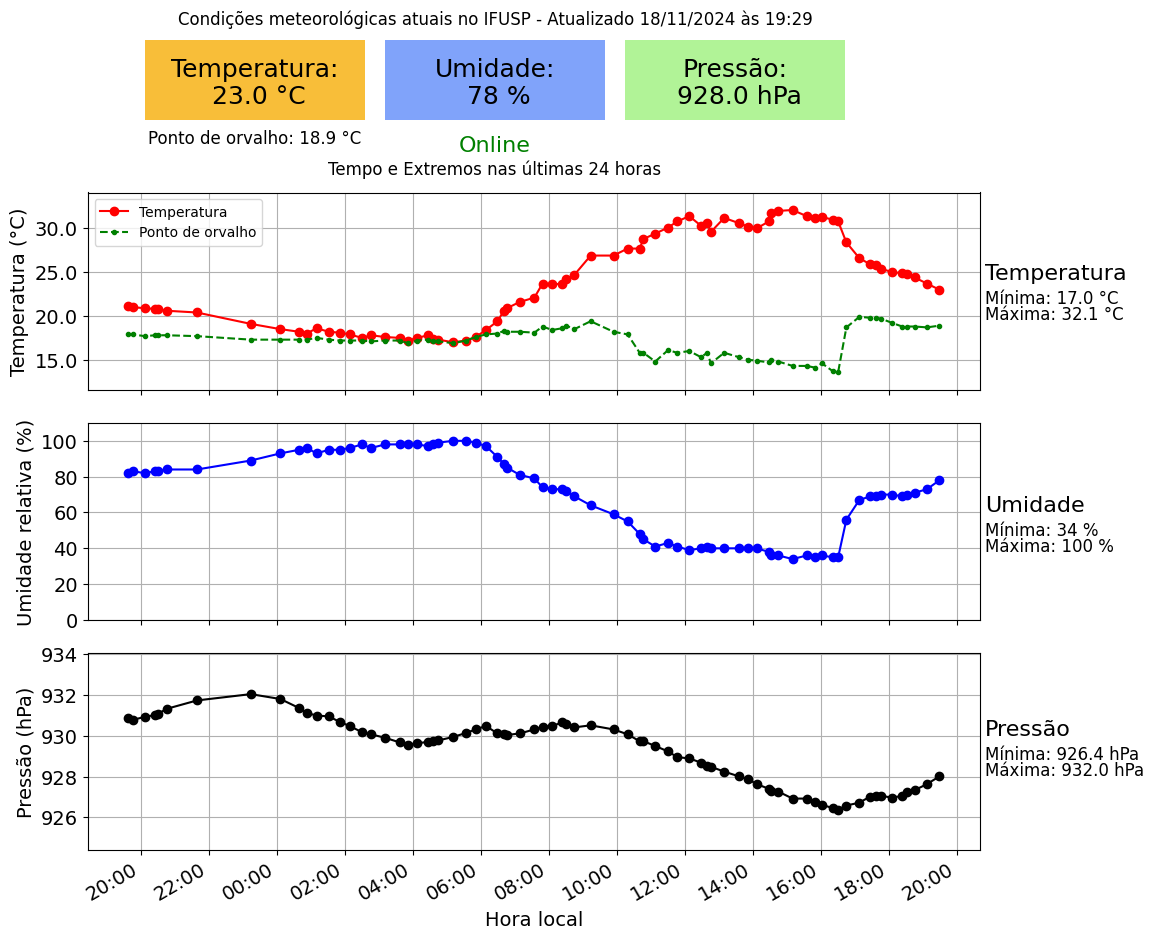 Condições meteorológicas atuais no IFUSP - Atualizado 18/11/2024 às 19:29
Temperatura:
23.0 °C
Umidade:
78 %
Pressão:
928.0 hPa
Ponto de orvalho: 18.9 °C
Online
Tempo e Extremos nas últimas 24 horas
Temperatura (°C)
30.0
25.0
20.0
15.0
Temperatura
Ponto de orvalho
Temperatura
Mínima: 17.0 °C
Máxima: 32.1 °C
Umidade relativa (%)
100
80
60
40
20
0
Umidade
Mínima: 34 %
Máxima: 100 %
Pressão (hPa)
934
932
930
928
926
Pressão
Mínima: 926.4 hPa
Máxima: 932.0 hPa
20:00 22:00 00:00 02:00 04:00 06:00 08:00 10:00 12:00 14:00 16:00 18:00 20:00
Hora local